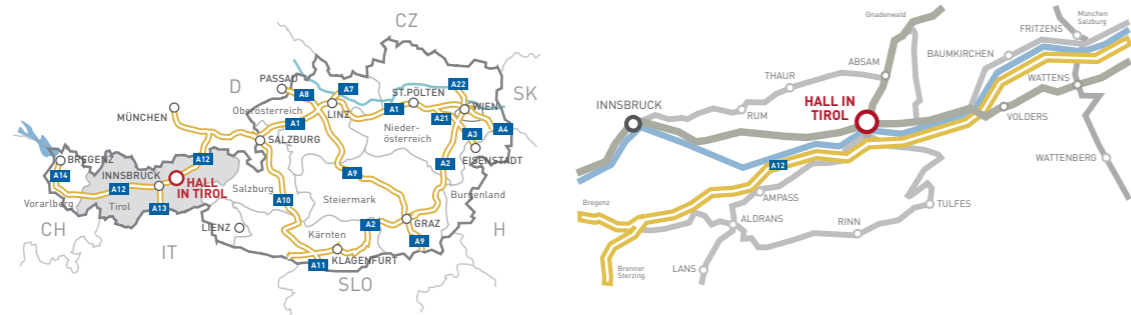 CZ
D
PASSAU
A8
A7
A22
SK
Oberösterreich
ST.PÖLTEN
WIEN
MÜNCHEN
A1
LINZ
A1
A21
A4
Nieder-
österreich
A3
SALZBURG
EISENSTADT
BREGENZ
A12
A2
A14
INNSBRUCK
HALL
IN TIROL
A9
A12
Salzburg
Burgenland
Vorarlberg
Tirol
A13
A10
Steiermark
CH
LIENZ
A2
GRAZ
H
IT
Kärnten
A9
A11
KLAGENFURT
SLO
Gnadenwald
München
Salzburg
FRITZENS
BAUMKIRCHEN
ABSAM
THAUR
WATTENS
INNSBRUCK
HALL IN
TIROL
RUM
VOLDERS
A12
WATTENBERG
AMPASS
Bregenz
TULFES
ALDRANS
RINN
Brenner
Sterzing
LANS